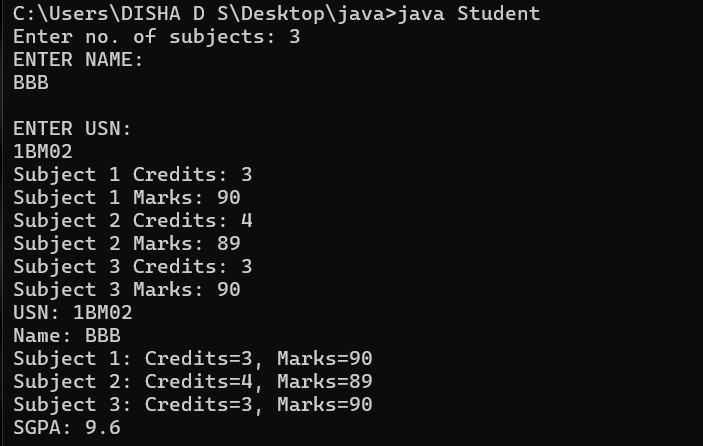 C:\Users\DISHA D S\Desktop\java>java Student
Enter no. of subjects: 3
ENTER NAME:
BBB

ENTER USN:
1BM02
Subject 1 Credits: 3
Subject 1 Marks: 90
Subject 2 Credits: 4
Subject 2 Marks: 89
Subject 3 Credits: 3
Subject 3 Marks: 90
USN: 1BM02
Name: BBB
Subject 1: Credits=3, Marks=90
Subject 2: Credits=4, Marks=89
Subject 3: Credits=3, Marks=90
SGPA: 9.6